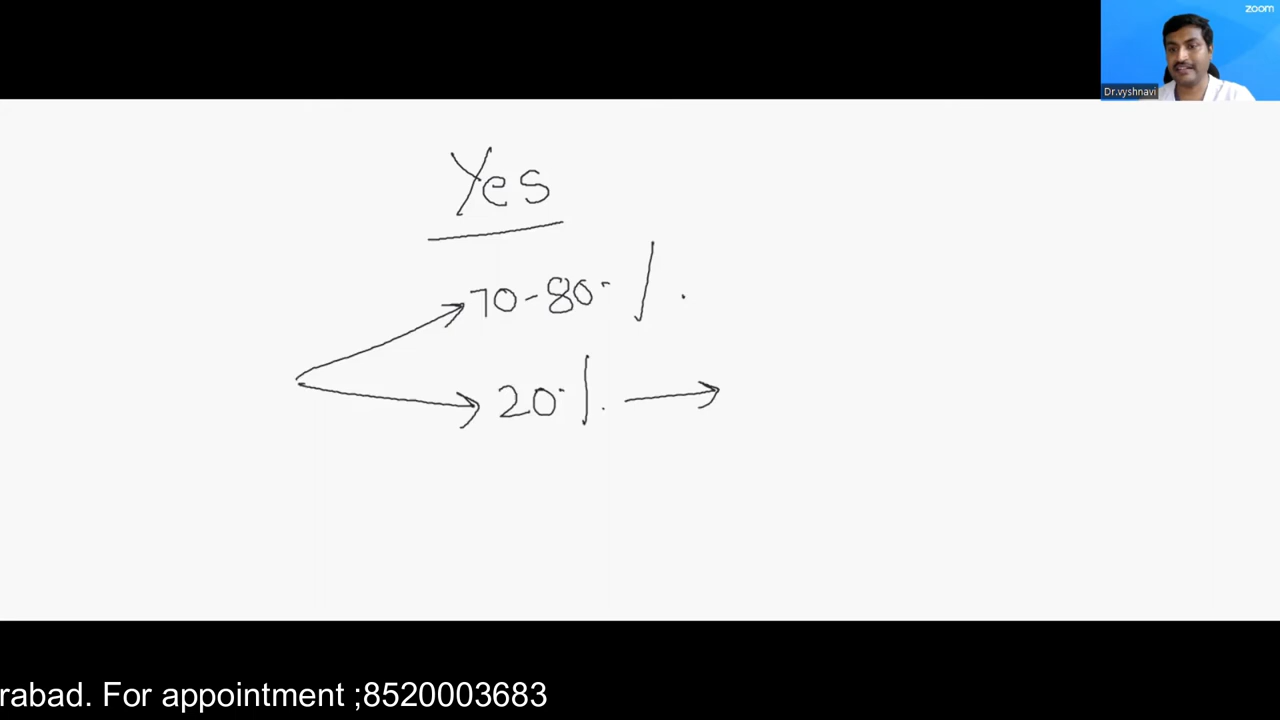 zoom
Dr.vyshnavi
Yes
70-80%.
20%.
rabad. For appointment ;8520003683